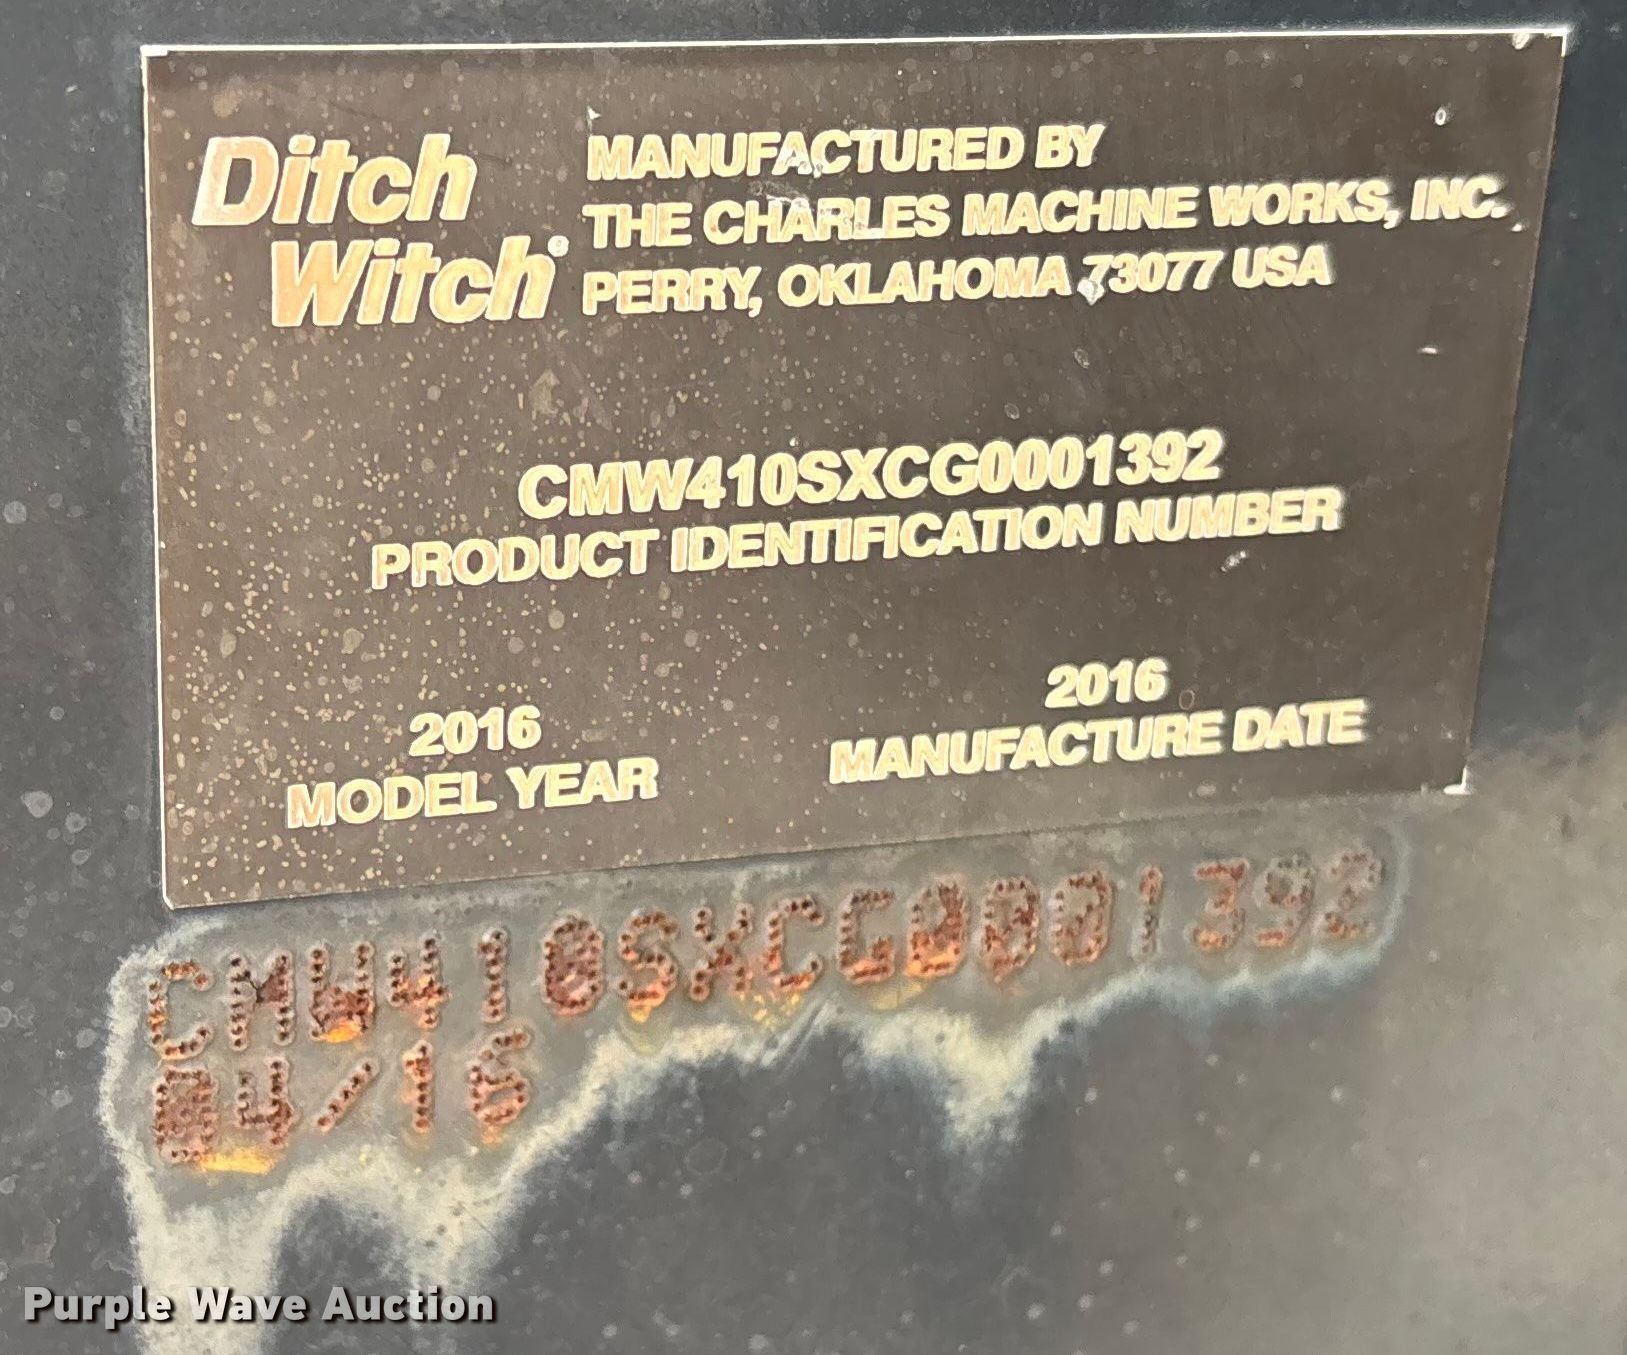 Ditch Witch®
MANUFACTURED BY
THE CHARLES MACHINE WORKS, INC.
PERRY, OKLAHOMA 73077 USA
CMW410SXCG0001392
PRODUCT IDENTIFICATION NUMBER
2016
MODEL YEAR
2016
MANUFACTURE DATE
CMW410SXCG0001392
04/16
Purple Wave Auction